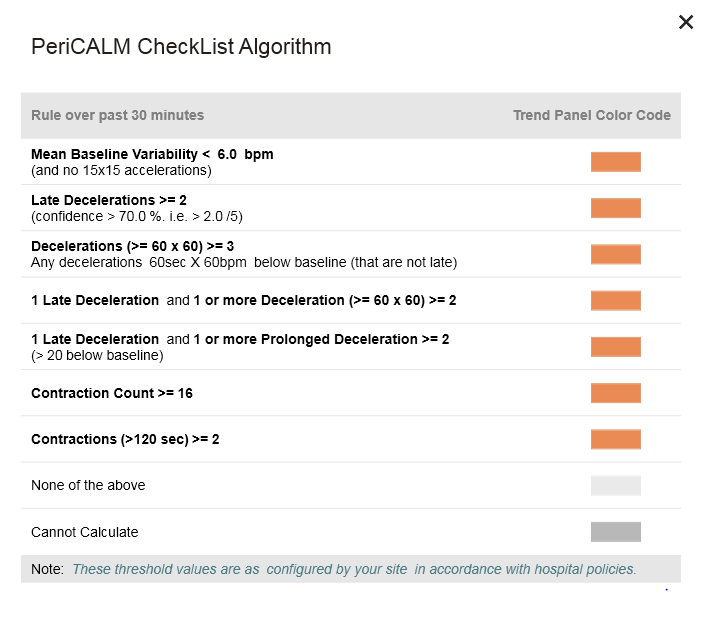 PeriCALM CheckList Algorithm
Rule over past 30 minutes Trend Panel Color Code
Mean Baseline Variability < 6.0 bpm
(and no 15x15 accelerations)
Late Decelerations >= 2
(confidence > 70.0 %. i.e. > 2.0 /5)
Decelerations (>= 60 x 60) >= 3
Any decelerations 60sec X 60bpm below baseline (that are not late)
1 Late Deceleration and 1 or more Deceleration (>= 60 x 60) >= 2
1 Late Deceleration and 1 or more Prolonged Deceleration >= 2
(> 20 below baseline)
Contraction Count >= 16
Contractions (>120 sec) >= 2
None of the above
Cannot Calculate
Note: These threshold values are as configured by your site in accordance with hospital policies.